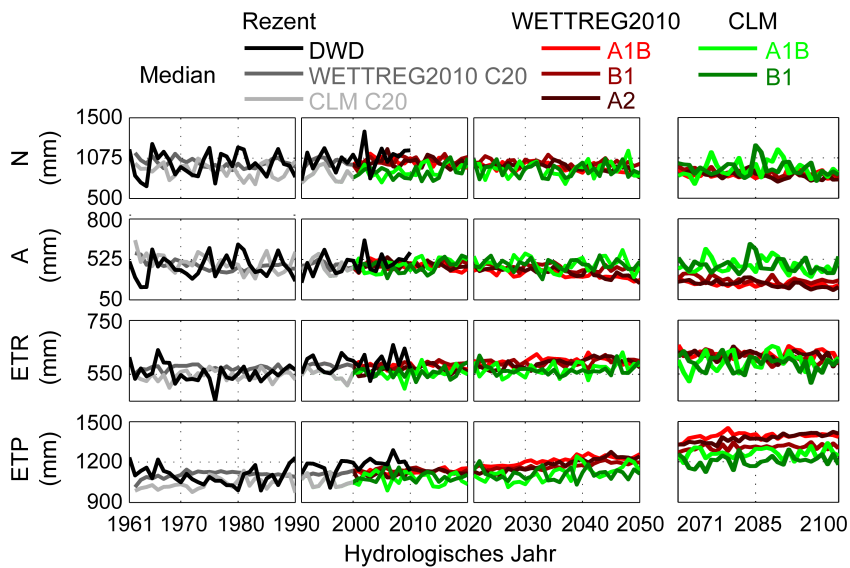 Rezent WETTREG2010 CLM
DWD A1B A1B
Median WETTREG2010 C20 B1 B1
CLM C20 A2
N (mm) 1500 1075 500
A (mm) 800 525 50
ETR (mm) 750 550
ETP (mm) 1500 1200 900
1961 1970 1980 1990 2000 2010 2020 2030 2040 2050 2071 2085 2100
Hydrologisches Jahr